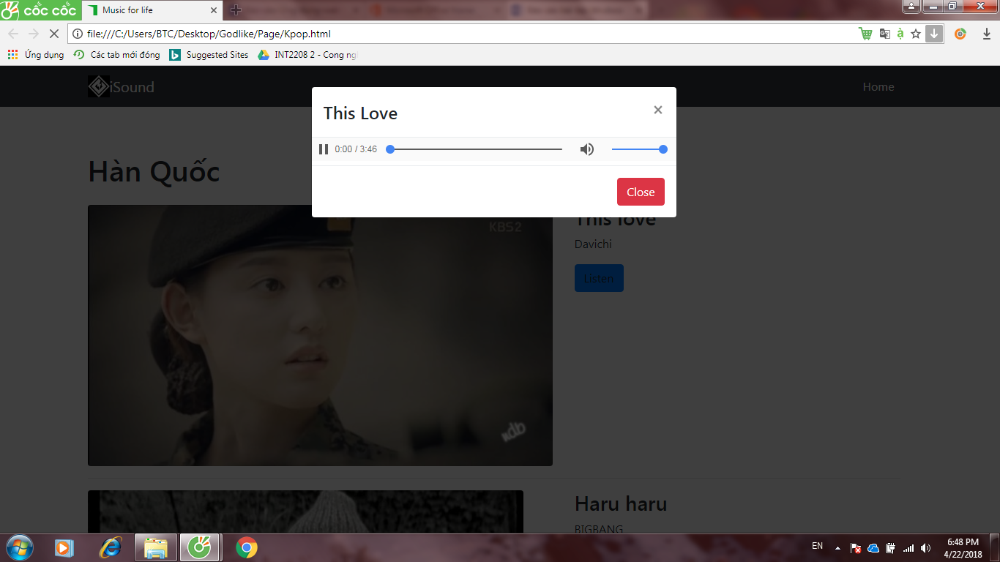 cốc cốc
Music for life
file:///C:/Users/BTC/Desktop/Godlike/Page/Kpop.html
Ứng dụng
Các tab mới đóng
Suggested Sites
INT2208 2 - Cong ng
iSound
Home
This Love
×
0:00 / 3:46
Close
Hàn Quốc
KBS2
xdb
This love
Davichi
Listen
Haru haru
BIGBANG
EN
6:48 PM
4/22/2018